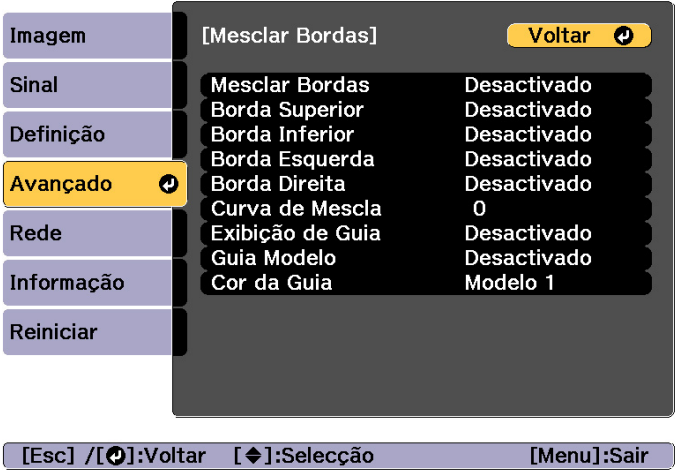 Imagem
Sinal
Definição
Avançado
Rede
Informação
Reiniciar
[Mesclar Bordas] Voltar
Mesclar Bordas Desactivado
Borda Superior Desactivado
Borda Inferior Desactivado
Borda Esquerda Desactivado
Borda Direita Desactivado
Curva de Mescla 0
Exibição de Guia Desactivado
Guia Modelo Desactivado
Cor da Guia Modelo 1
[Esc] /[]:Voltar []:Selecção [Menu]:Sair